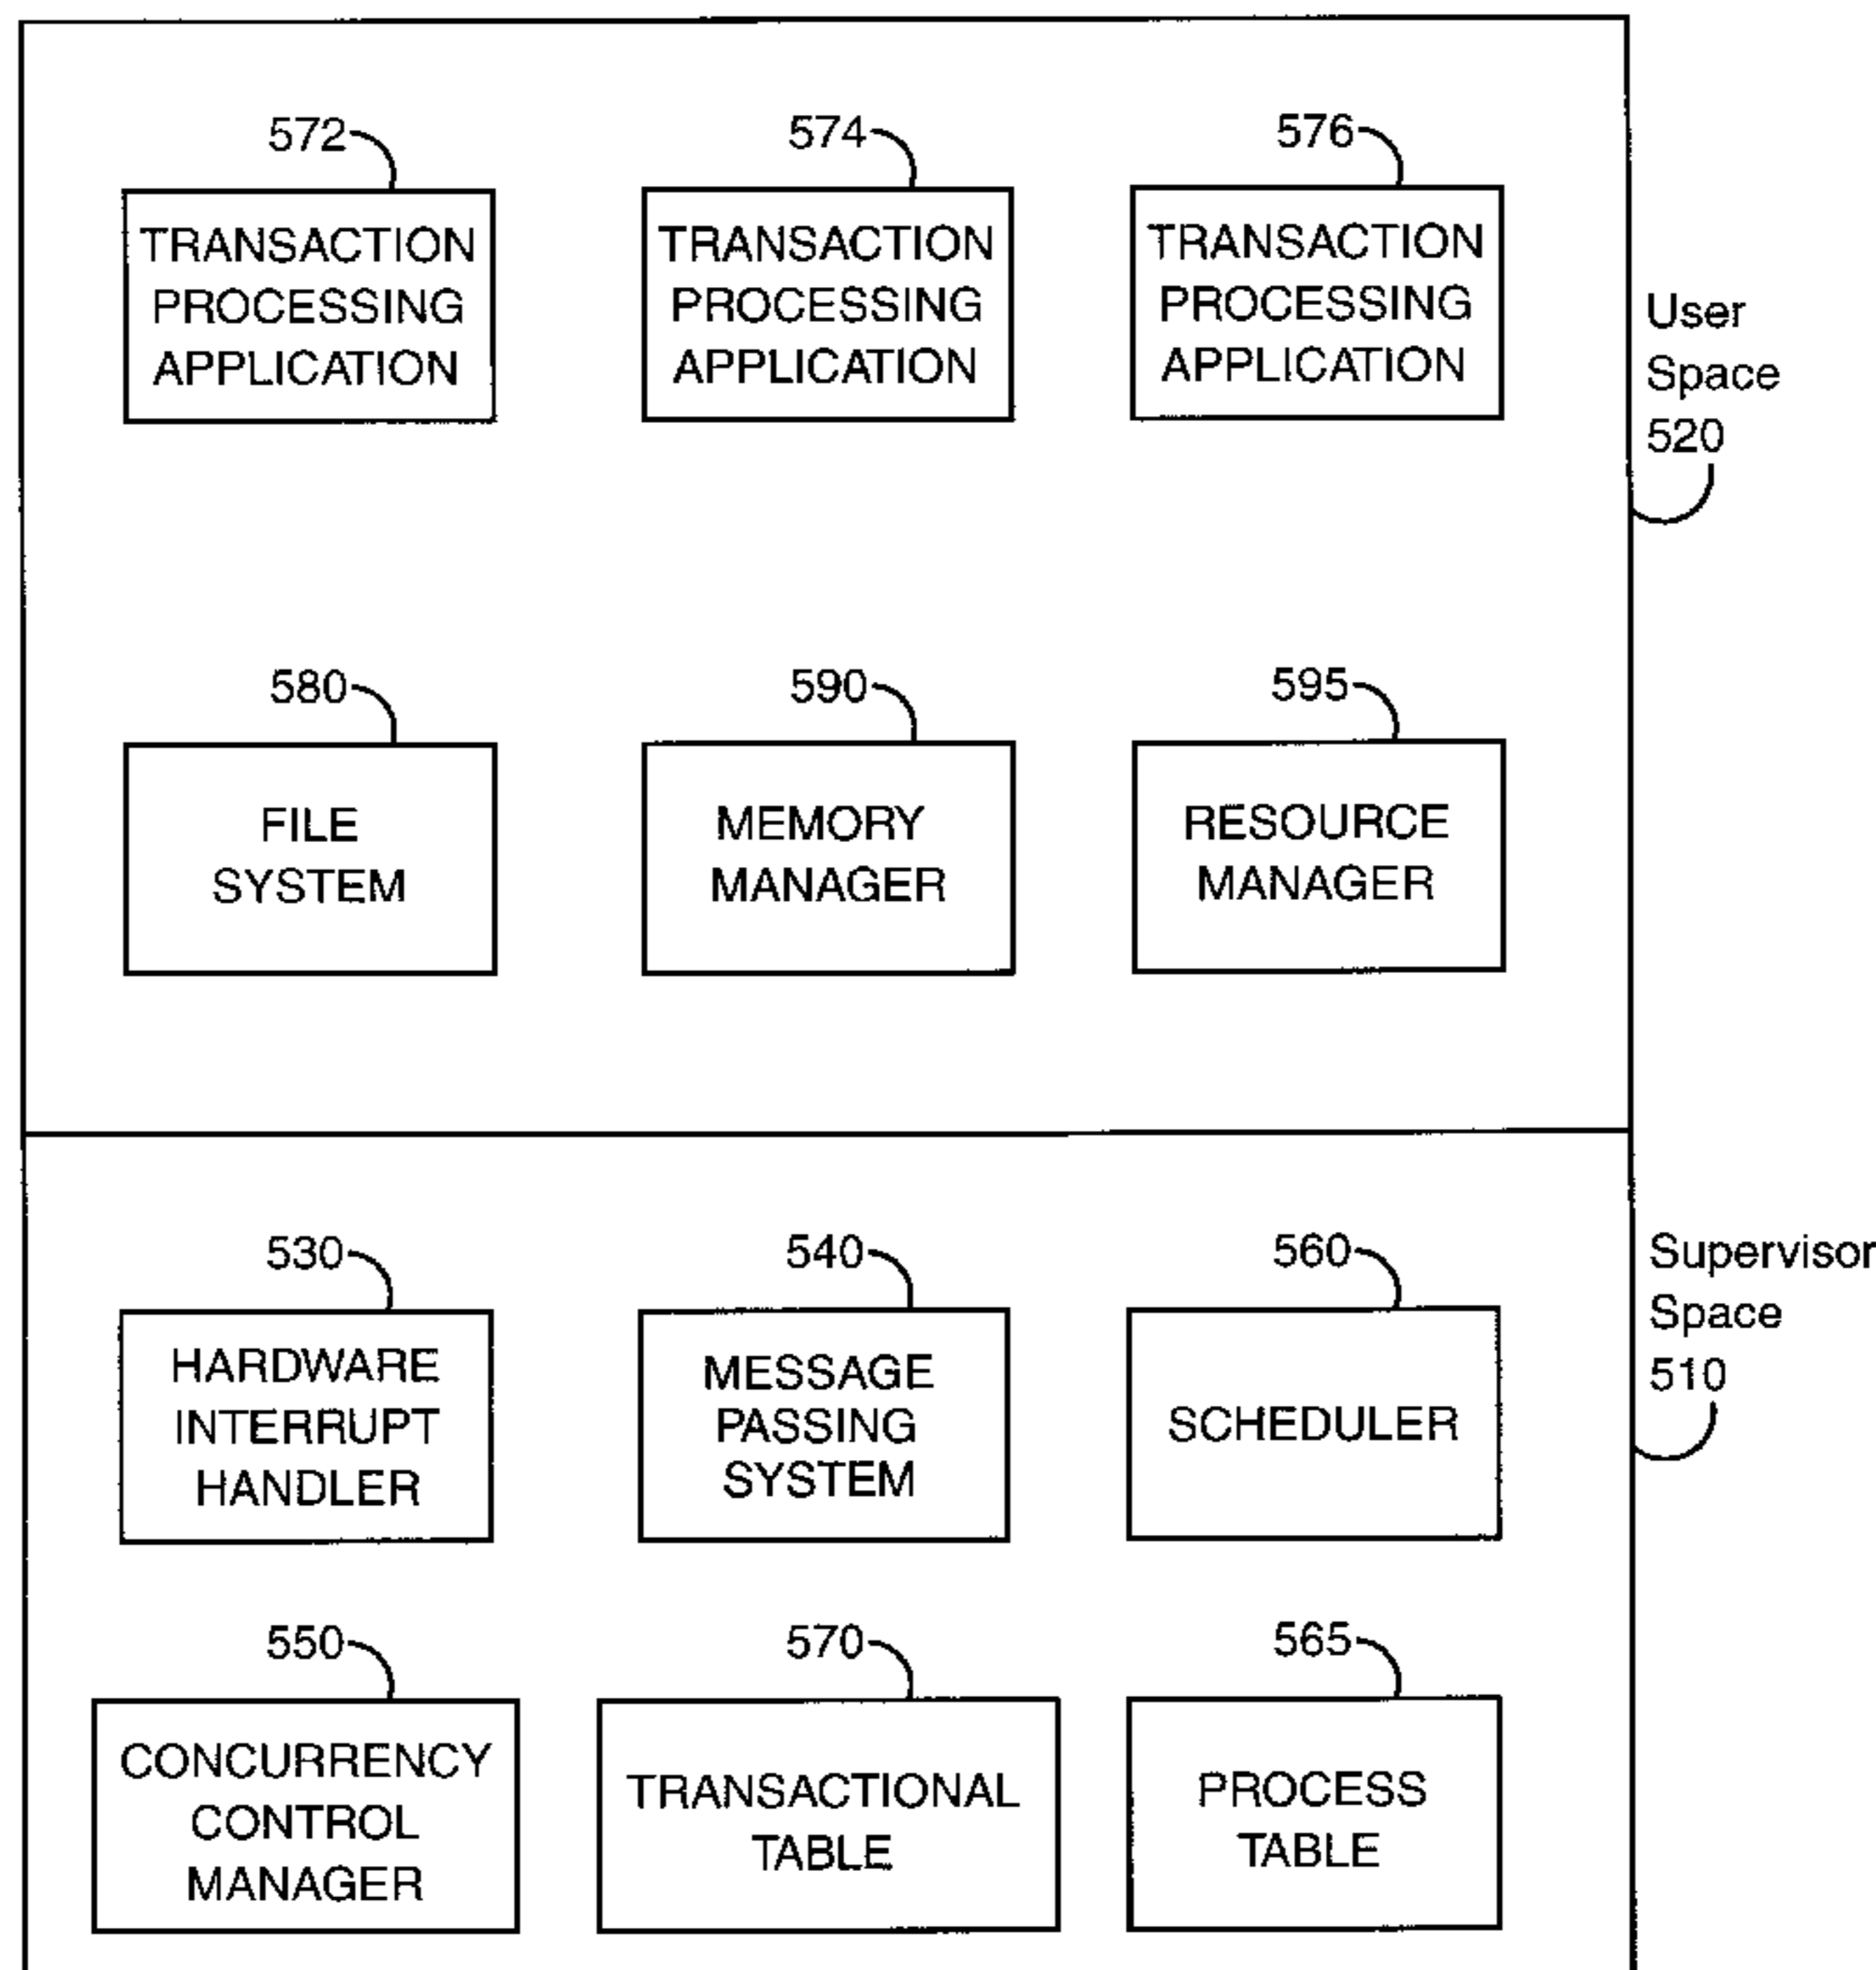 572
574
576
TRANSACTION
PROCESSING
APPLICATION
TRANSACTION
PROCESSING
APPLICATION
TRANSACTION
PROCESSING
APPLICATION
User
Space
520
580
590
595
FILE
SYSTEM
MEMORY
MANAGER
RESOURCE
MANAGER
530
540
560
HARDWARE
INTERRUPT
HANDLER
MESSAGE
PASSING
SYSTEM
SCHEDULER
Supervisor
Space
510
550
570
565
CONCURRENCY
CONTROL
MANAGER
TRANSACTIONAL
TABLE
PROCESS
TABLE